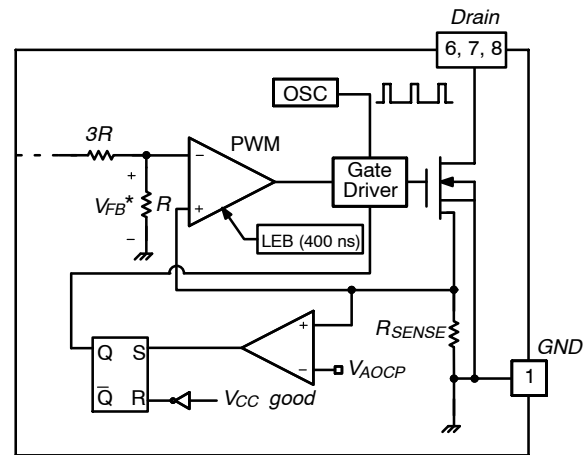 Drain
6, 7, 8
OSC
3R
PWM
−
Gate
Driver
+
V_FB*
R
−
+
LEB (400 ns)
R_SENSE
+
GND
Q
S
−
V_AOCP
1
Q̅
R
V_CC good